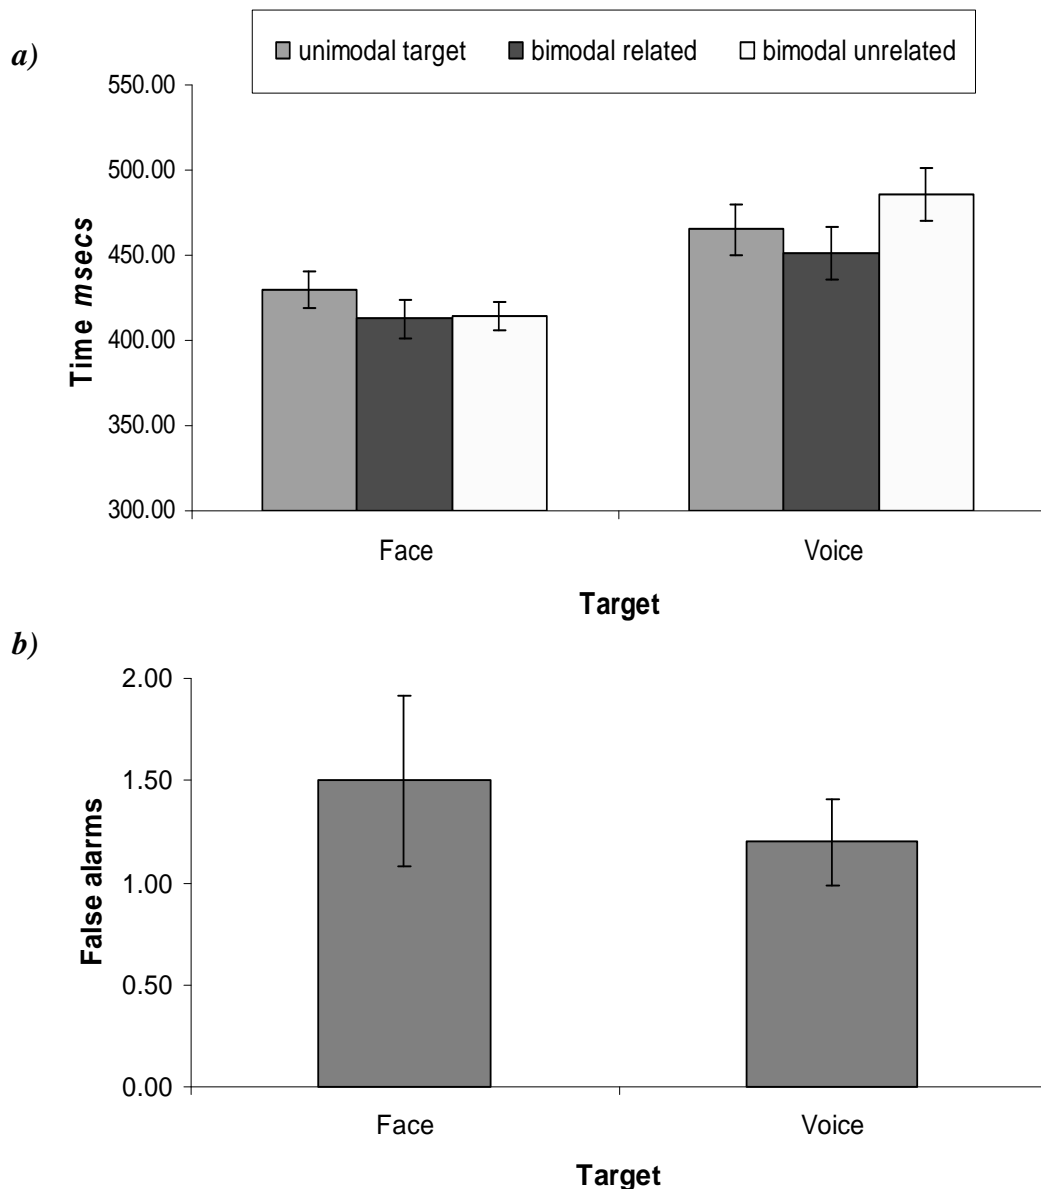 a)
unimodal target bimodal related bimodal unrelated
550.00
500.00
450.00
400.00
350.00
300.00
Time msecs
Face Voice
Target
b)
2.00
1.50
1.00
0.50
0.00
False alarms
Face Voice
Target